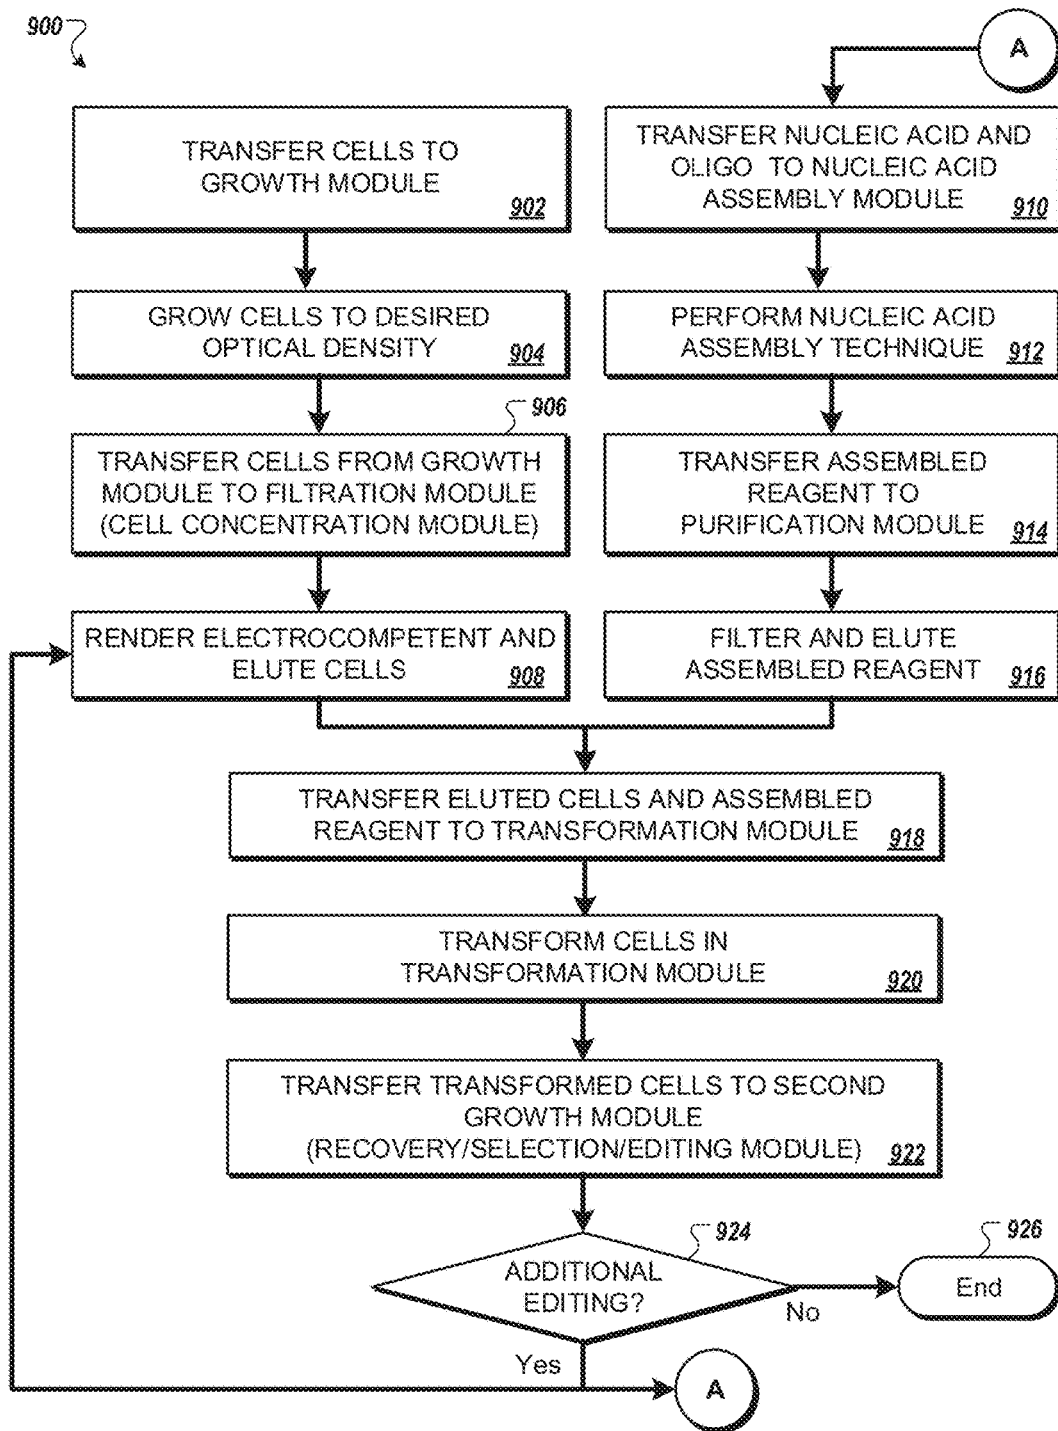 900
TRANSFER CELLS TO
GROWTH MODULE
902
GROW CELLS TO DESIRED
OPTICAL DENSITY
904
906
TRANSFER CELLS FROM GROWTH
MODULE TO FILTRATION MODULE
(CELL CONCENTRATION MODULE)
RENDER ELECTROCOMPETENT AND
ELUTE CELLS
908
A
TRANSFER NUCLEIC ACID AND
OLIGO TO NUCLEIC ACID
ASSEMBLY MODULE
910
PERFORM NUCLEIC ACID
ASSEMBLY TECHNIQUE
912
TRANSFER ASSEMBLED
REAGENT TO
PURIFICATION MODULE
914
FILTER AND ELUTE
ASSEMBLED REAGENT
916
TRANSFER ELUTED CELLS AND ASSEMBLED
REAGENT TO TRANSFORMATION MODULE
918
TRANSFORM CELLS IN
TRANSFORMATION MODULE
920
TRANSFER TRANSFORMED CELLS TO SECOND
GROWTH MODULE
(RECOVERY/SELECTION/EDITING MODULE)
922
924
ADDITIONAL
EDITING?
No
926
End
Yes
A